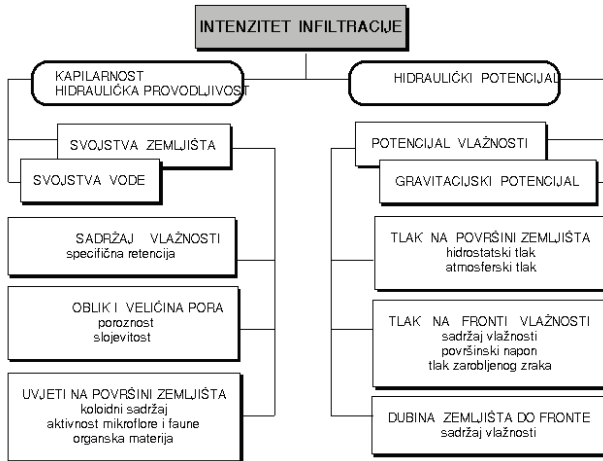 INTENZITET INFILTRACIJE
KAPILARNOST
HIDRAULIČKA PROVODLJIVOST
HIDRAULIČKI POTENCIJAL
SVOJSTVA ZEMLJIŠTA
SVOJSTVA VODE
POTENCIJAL VLAŽNOSTI
GRAVITACIJSKI POTENCIJAL
SADRŽAJ VLAŽNOSTI
specifična retencija
TLAK NA POVRŠINI ZEMLJIŠTA
hidrostatski tlak
atmosferski tlak
OBLIK I VELIČINA PORA
poroznost
slojevitost
TLAK NA FRONTI VLAŽNOSTI
sadržaj vlažnosti
površinski napon
tlak zarobljenog zraka
UVJETI NA POVRŠINI ZEMLJIŠTA
koloidni sadržaj
aktivnost mikroflore i faune
organska materija
DUBINA ZEMLJIŠTA DO FRONTE
sadržaj vlažnosti